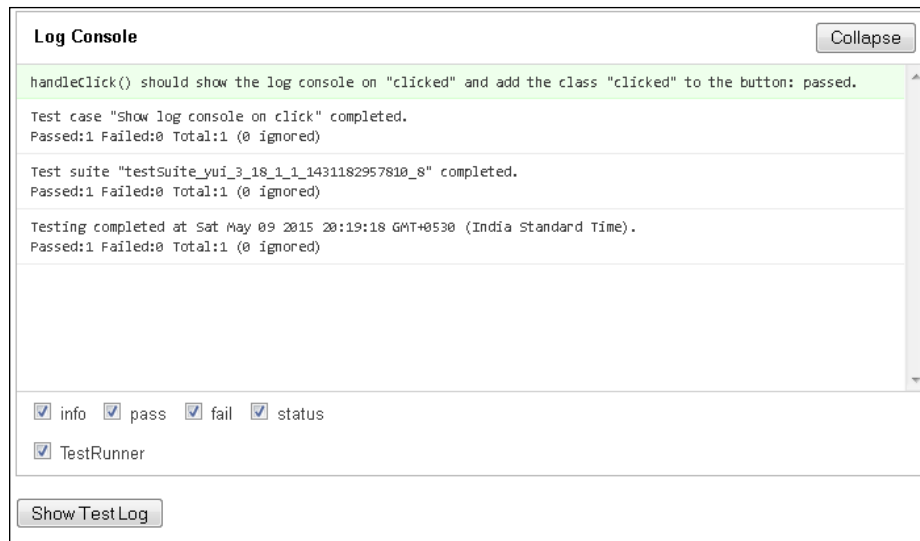 Log Console
Collapse
handleClick() should show the log console on "clicked" and add the class "clicked" to the button: passed.
Test case "Show log console on click" completed.
Passed:1 Failed:0 Total:1 (0 ignored)
Test suite "testSuite_yui_3_18_1_1_1431182957810_8" completed.
Passed:1 Failed:0 Total:1 (0 ignored)
Testing completed at Sat May 09 2015 20:19:18 GMT+0530 (India Standard Time).
Passed:1 Failed:0 Total:1 (0 ignored)
info pass fail status
TestRunner
Show Test Log